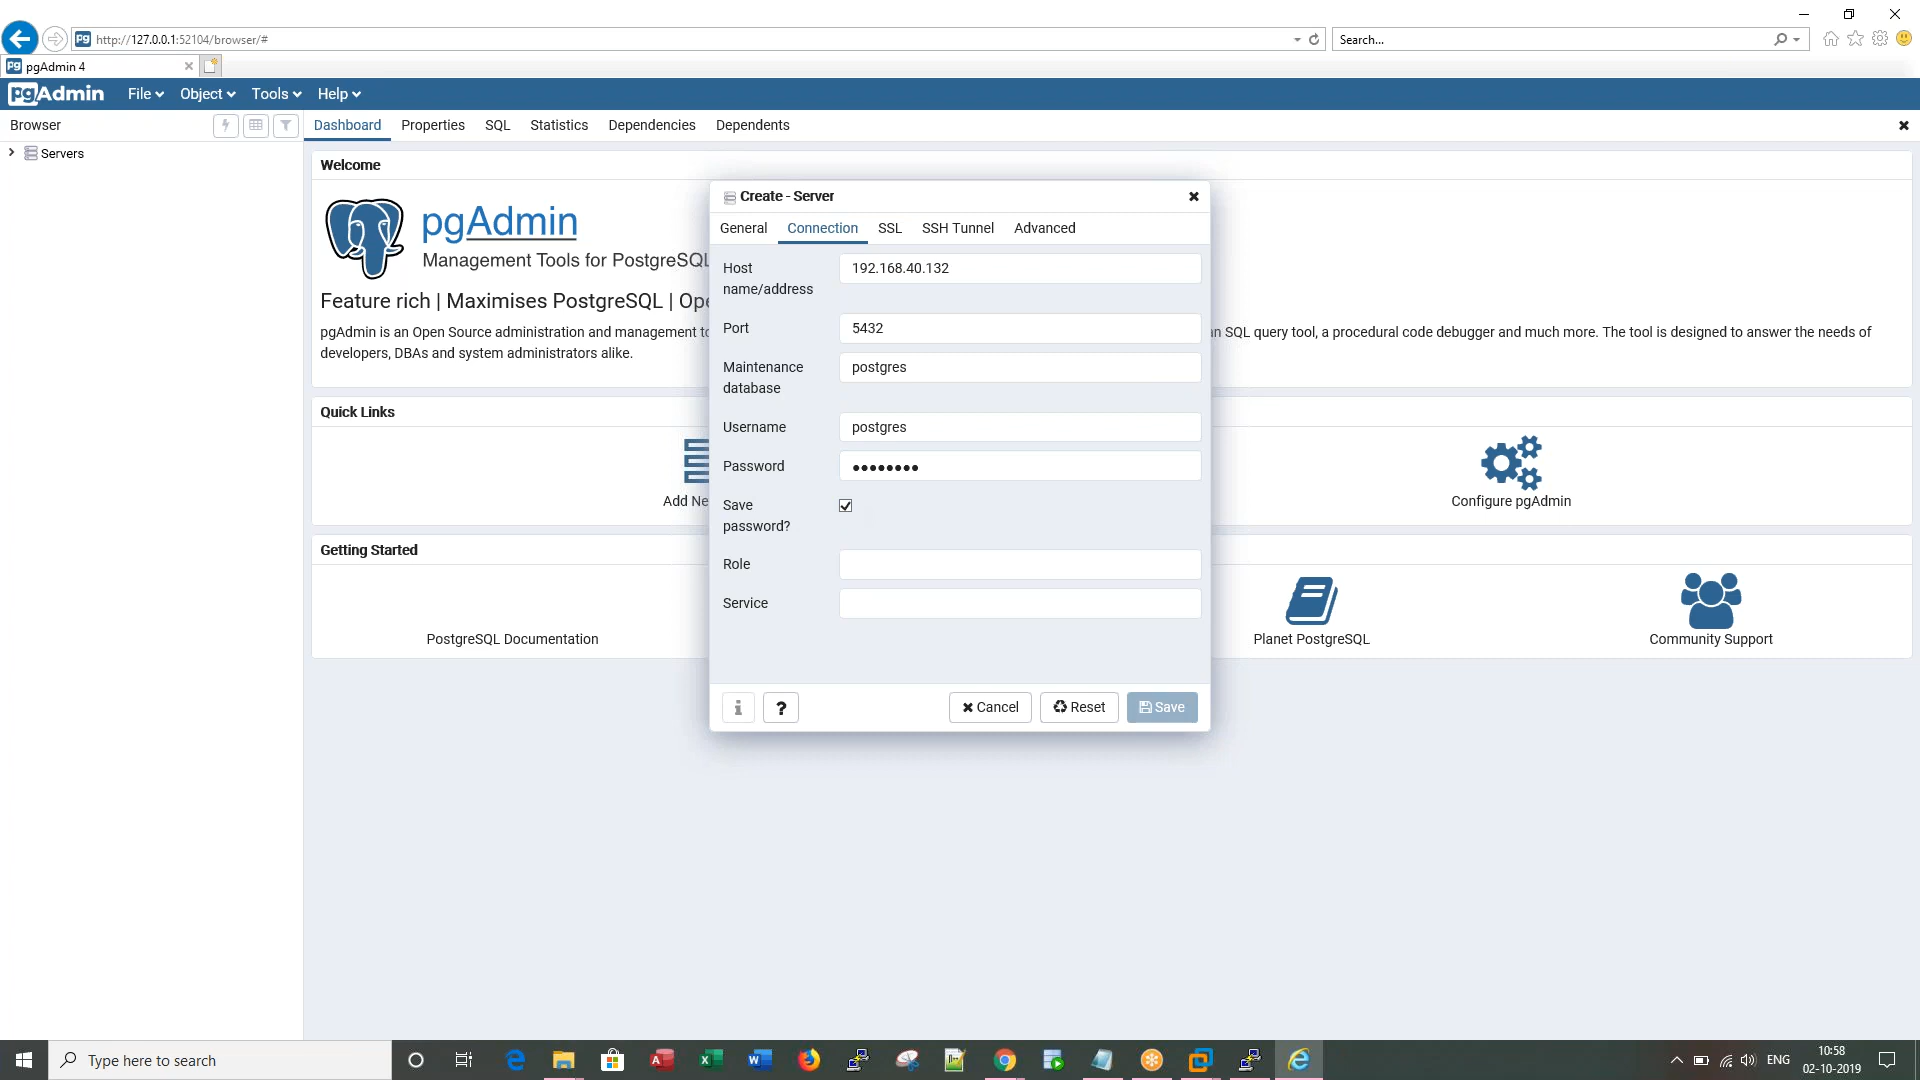 http://127.0.0.1:52104/browser/#
Search...
pgAdmin 4
pgAdmin
File
Object
Tools
Help
Browser
Dashboard
Properties
SQL
Statistics
Dependencies
Dependents
Servers
Welcome
pgAdmin
Management Tools for PostgreSQL
Feature rich | Maximises PostgreSQL | Ope
pgAdmin is an Open Source administration and management to
an SQL query tool, a procedural code debugger and much more. The tool is designed to answer the needs of
developers, DBAs and system administrators alike.
Quick Links
Add Ne
Configure pgAdmin
Getting Started
PostgreSQL Documentation
Planet PostgreSQL
Community Support
Create - Server
General
Connection
SSL
SSH Tunnel
Advanced
Host
name/address
192.168.40.132
Port
5432
Maintenance
database
postgres
Username
postgres
Password
••••••••
Save
password?
Role
Service
i
?
Cancel
Reset
Save
Type here to search
ENG
10:58
02-10-2019